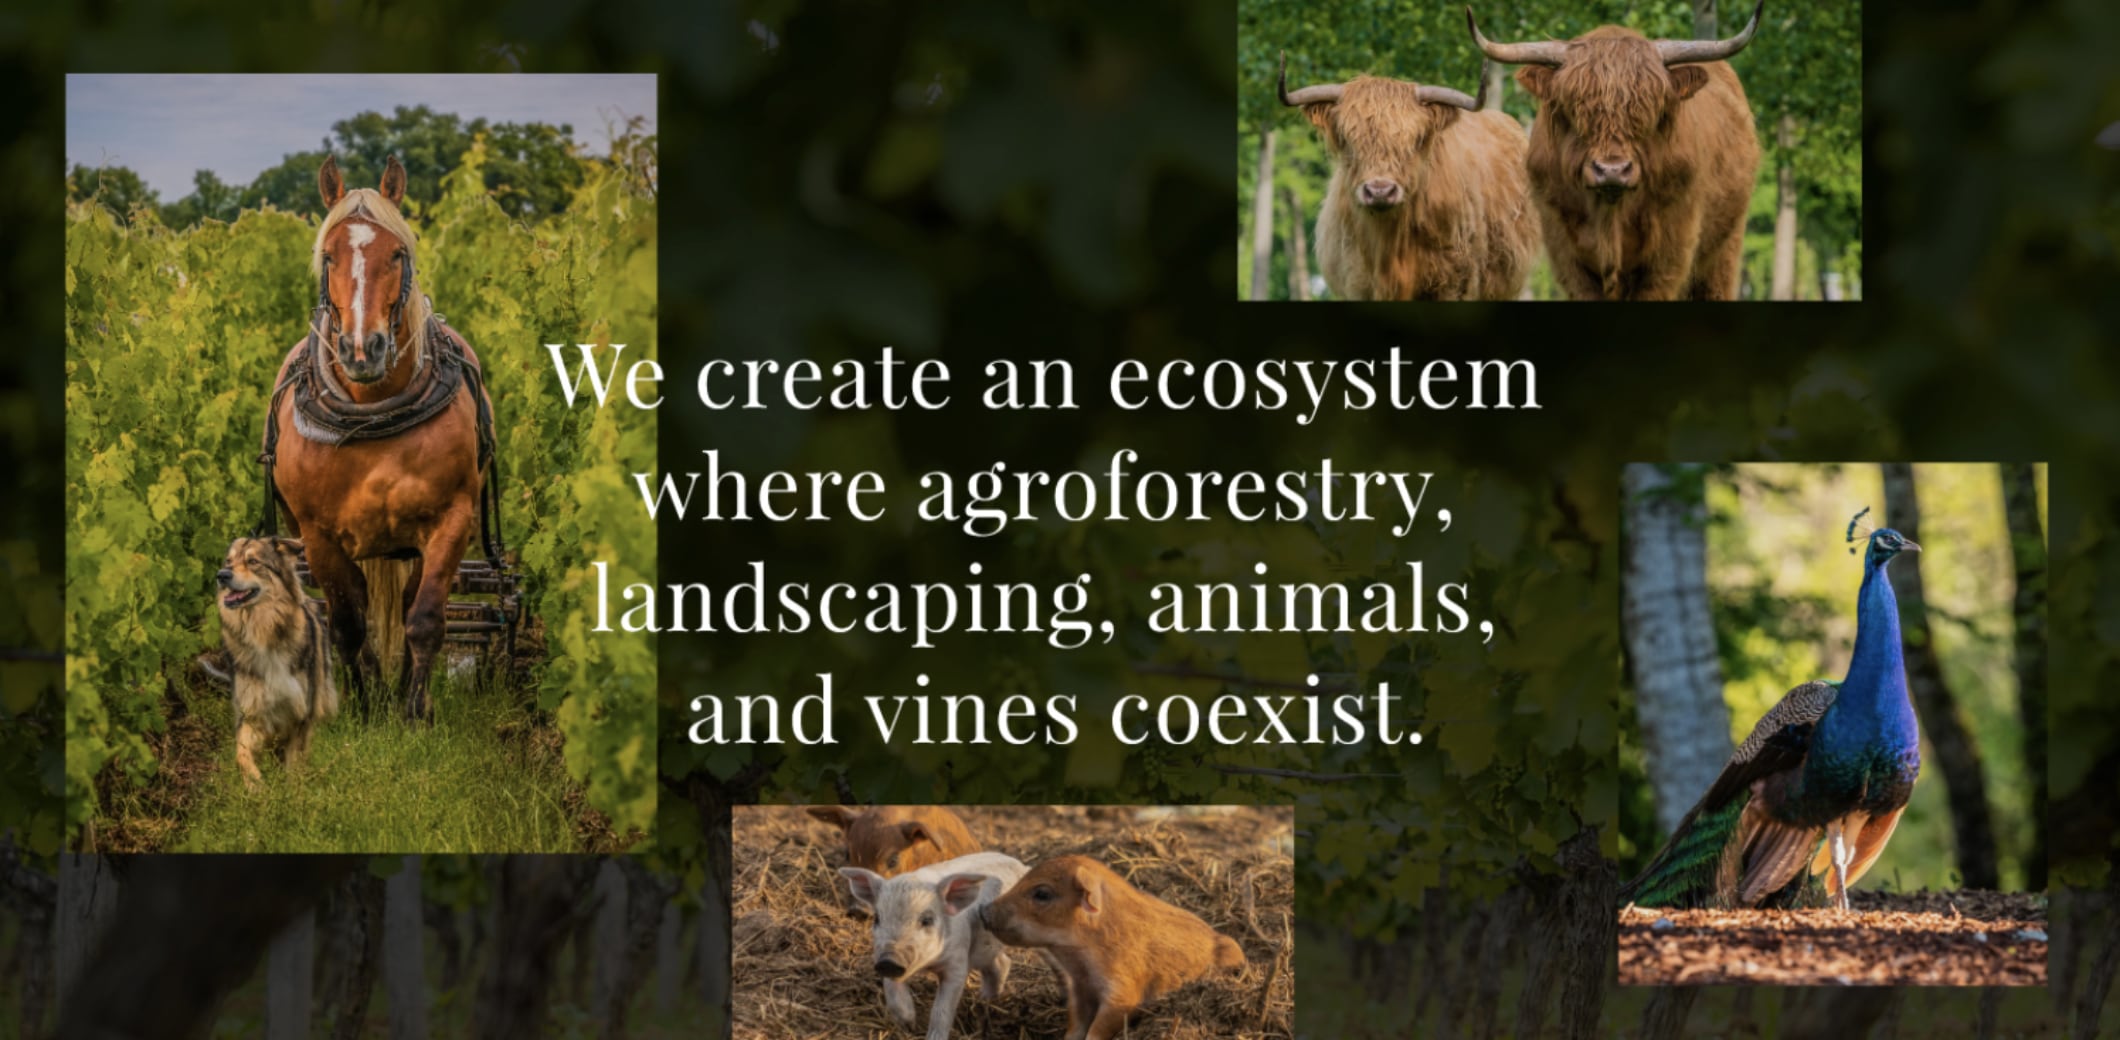 We create an ecosystem
where agroforestry,
landscaping, animals,
and vines coexist.